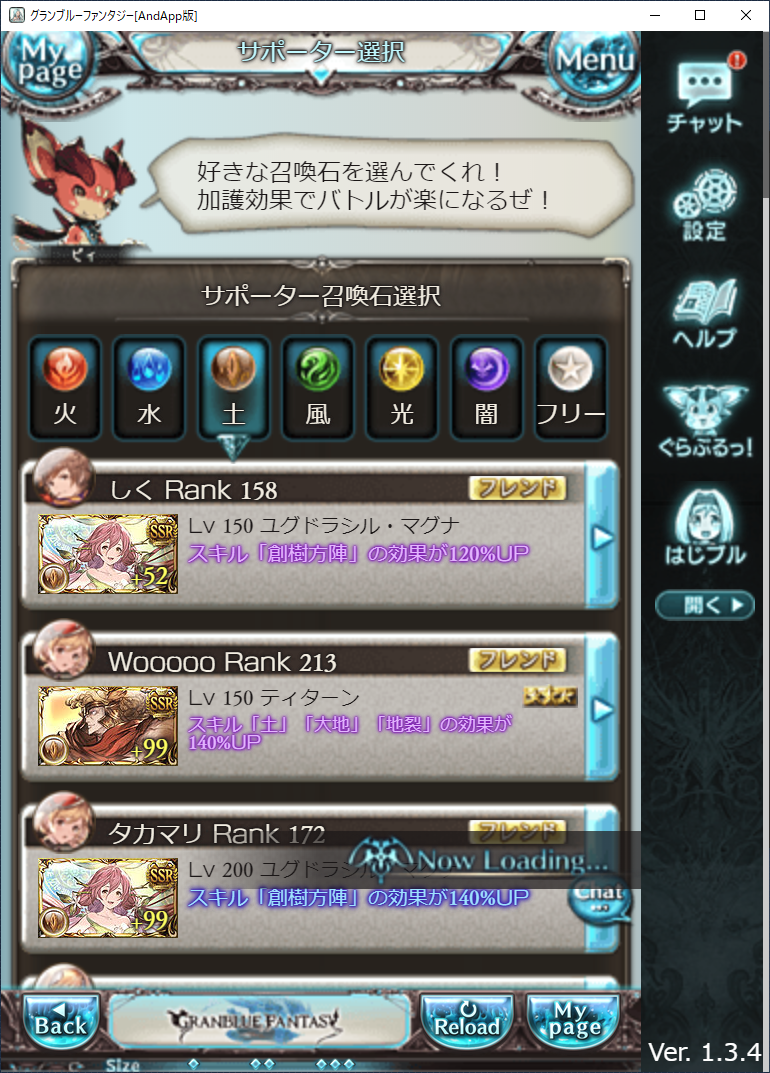 グランブルーファンタジー[AndApp版]
My page
サポーター選択
Menu
好きな召喚石を選んでくれ！
加護効果でバトルが楽になるぜ！
ビィ
サポーター召喚石選択
火 水 土 風 光 闇 フリー
しく Rank 158
フレンド
Lv 150 ユグドラシル・マグナ
SSR
+52
スキル「創樹方陣」の効果が120%UP
Wooooo Rank 213
フレンド
Lv 150 ティターン
SSR
+99
スキル「土」「大地」「地裂」の効果が
140%UP
タカマリ Rank 172
フレンド
Lv 200 ユグドラシル・マ
SSR
+99
スキル「創樹方陣」の効果が140%UP
Now Loading...
Chat
Back
GRANBLUE FANTASY
Reload
My page
Size
チャット
設定
ヘルプ
ぐらぶるっ！
はじブル
開く
Ver. 1.3.4